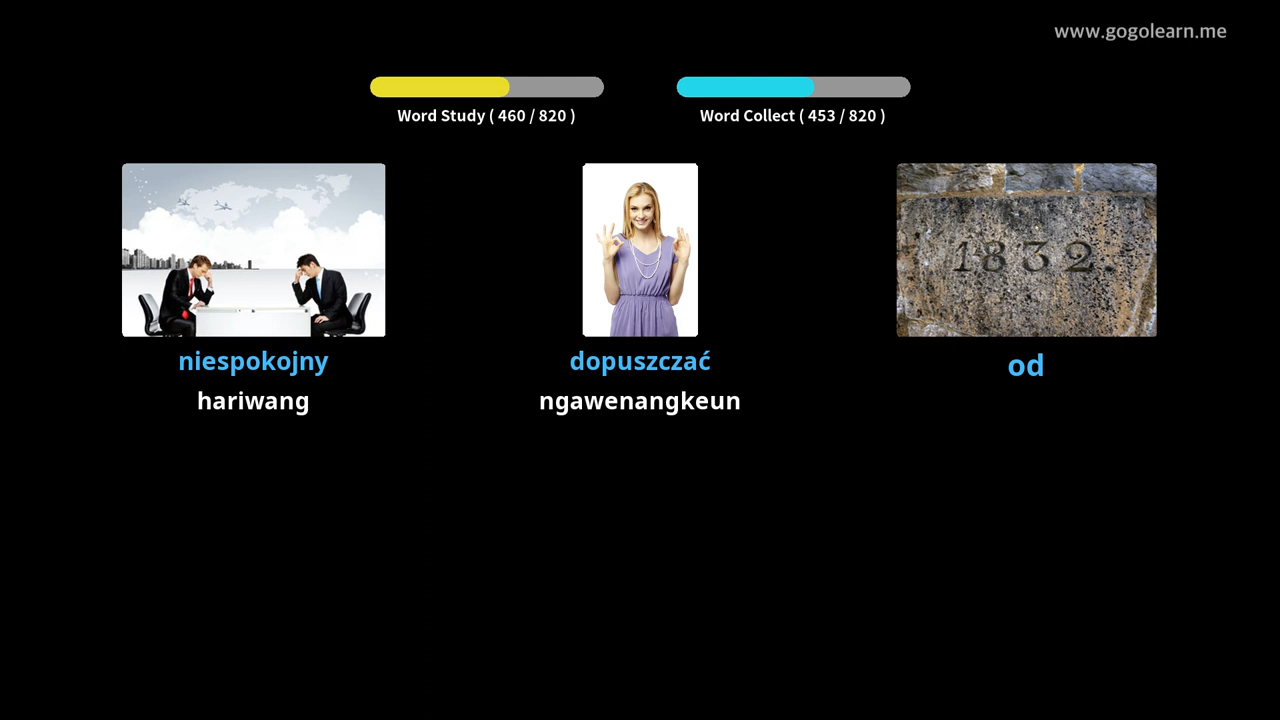 www.gogolearn.me
Word Study ( 460 / 820 )
Word Collect ( 453 / 820 )
1832.
niespokojny
dopuszczać
od
hariwang
ngawenangkeun